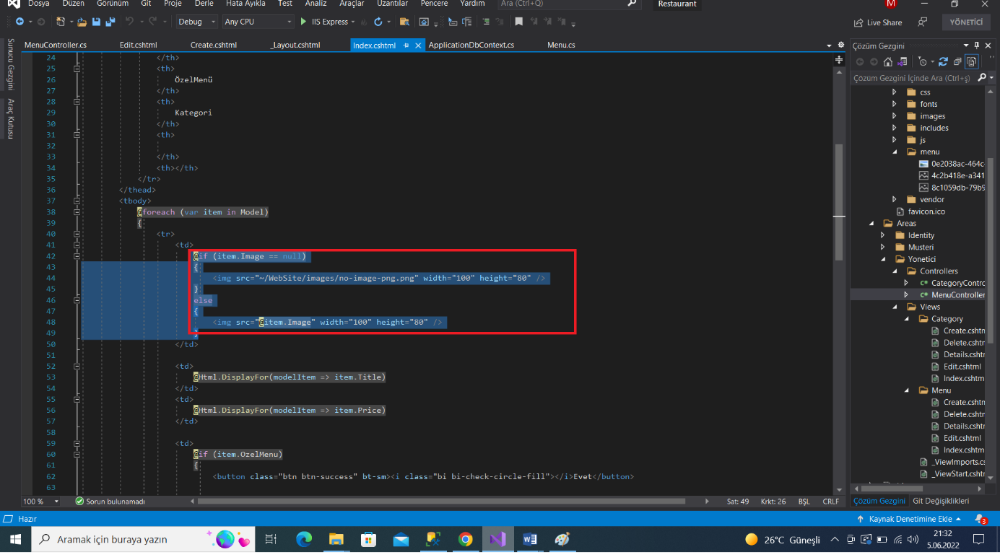 Dosya Düzen Görünüm Git Proje Derle Hata Ayıkla Test Analiz Araçlar Uzantılar Pencere Yardım Ara (Ctrl+Q) Restaurant M
Debug Any CPU IIS Express Live Share YÖNETİCİ
MenuController.cs Edit.cshtml Create.cshtml _Layout.cshtml Index.cshtml ApplicationDbContext.cs Menu.cs
Sunucu Gezgini
Araç Kutusu
24 </th>
25 <th>
26 ÖzelMenü
27 </th>
28 <th>
29 Kategori
30 </th>
31 <th>
32
33 </th>
34 <th></th>
35 </tr>
36 </thead>
37 <tbody>
38 @foreach (var item in Model)
39 {
40 <tr>
41 <td>
42 @if (item.Image == null)
43 {
44 <img src="~/WebSite/images/no-image-png.png" width="100" height="80" />
45 }
46 else
47 {
48 <img src="@item.Image" width="100" height="80" />
49 }
50 </td>
51
52 <td>
53 @Html.DisplayFor(modelItem => item.Title)
54 </td>
55 <td>
56 @Html.DisplayFor(modelItem => item.Price)
57 </td>
58
59 <td>
60 @if (item.OzelMenu)
61 {
62 <button class="btn btn-success" bt-sm><i class="bi bi-check-circle-fill"></i>Evet</button>
63
100 % Sorun bulunamadı Sat: 49 Krkt: 26 BŞL CRLF
Çözüm Gezgini
Çözüm Gezgini İçinde Ara (Ctrl+ş)
css
fonts
images
includes
js
menu
0e2038ac-464c-
4c2b418e-a341
8c1059db-79b9
vendor
favicon.ico
Areas
Identity
Musteri
Yonetici
Controllers
C# CategoryContro
C# MenuController
Views
Category
Create.cshtm
Delete.cshtm
Details.cshtr
Edit.cshtml
Index.cshtm
Menu
Create.cshtm
Delete.cshtm
Details.cshtr
Edit.cshtml
Index.cshtm
_ViewImports.cs
_ViewStart.csht
Çözüm Gezgini Git Değişiklikleri
Hazır Kaynak Denetimine Ekle 3
Aramak için buraya yazın 26°C Güneşli 21:32
5.06.2022